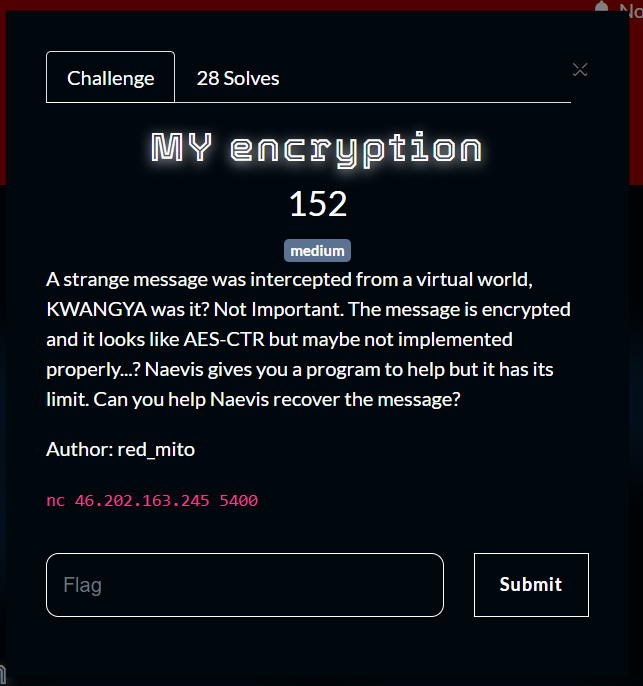 No
Challenge
28 Solves
MY encryption
152
medium
A strange message was intercepted from a virtual world,
KWANGYA was it? Not Important. The message is encrypted
and it looks like AES-CTR but maybe not implemented
properly...? Naevis gives you a program to help but it has its
limit. Can you help Naevis recover the message?
Author: red_mito
nc 46.202.163.245 5400
Flag
Submit